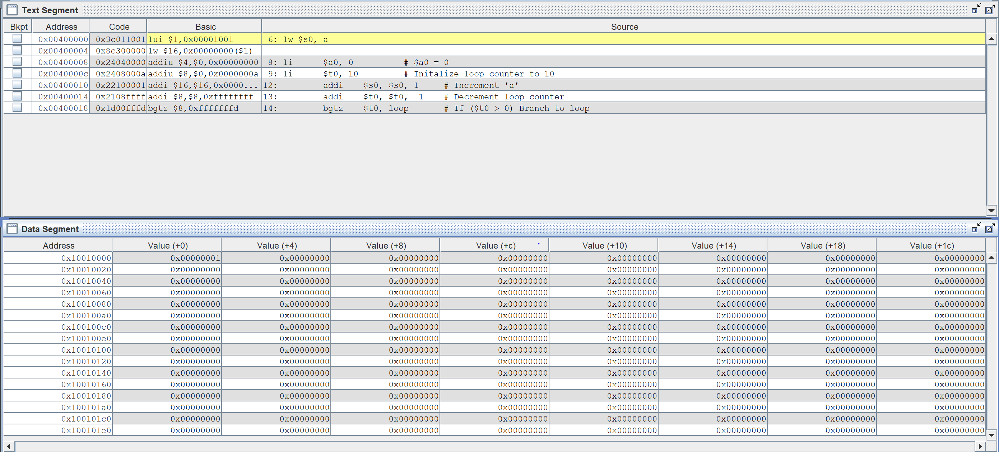 Text Segment
Bkpt Address Code Basic Source
0x00400000 0x3c011001 lui $1,0x00001001 6: lw $s0, a
0x00400004 0x8c300000 lw $16,0x00000000($1)
0x00400008 0x24040000 addiu $4,$0,0x00000000 8: li $a0, 0 # $a0 = 0
0x0040000c 0x2408000a addiu $8,$0,0x0000000a 9: li $t0, 10 # Initalize loop counter to 10
0x00400010 0x22100001 addi $16,$16,0x0000... 12: addi $s0, $s0, 1 # Increment 'a'
0x00400014 0x2108ffff addi $8,$8,0xffffffff 13: addi $t0, $t0, -1 # Decrement loop counter
0x00400018 0x1d00fffd bgtz $8,0xfffffffd 14: bgtz $t0, loop # If ($t0 > 0) Branch to loop
Data Segment
Address Value (+0) Value (+4) Value (+8) Value (+c) Value (+10) Value (+14) Value (+18) Value (+1c)
0x10010000 0x00000001 0x00000000 0x00000000 0x00000000 0x00000000 0x00000000 0x00000000 0x00000000
0x10010020 0x00000000 0x00000000 0x00000000 0x00000000 0x00000000 0x00000000 0x00000000 0x00000000
0x10010040 0x00000000 0x00000000 0x00000000 0x00000000 0x00000000 0x00000000 0x00000000 0x00000000
0x10010060 0x00000000 0x00000000 0x00000000 0x00000000 0x00000000 0x00000000 0x00000000 0x00000000
0x10010080 0x00000000 0x00000000 0x00000000 0x00000000 0x00000000 0x00000000 0x00000000 0x00000000
0x100100a0 0x00000000 0x00000000 0x00000000 0x00000000 0x00000000 0x00000000 0x00000000 0x00000000
0x100100c0 0x00000000 0x00000000 0x00000000 0x00000000 0x00000000 0x00000000 0x00000000 0x00000000
0x100100e0 0x00000000 0x00000000 0x00000000 0x00000000 0x00000000 0x00000000 0x00000000 0x00000000
0x10010100 0x00000000 0x00000000 0x00000000 0x00000000 0x00000000 0x00000000 0x00000000 0x00000000
0x10010120 0x00000000 0x00000000 0x00000000 0x00000000 0x00000000 0x00000000 0x00000000 0x00000000
0x10010140 0x00000000 0x00000000 0x00000000 0x00000000 0x00000000 0x00000000 0x00000000 0x00000000
0x10010160 0x00000000 0x00000000 0x00000000 0x00000000 0x00000000 0x00000000 0x00000000 0x00000000
0x10010180 0x00000000 0x00000000 0x00000000 0x00000000 0x00000000 0x00000000 0x00000000 0x00000000
0x100101a0 0x00000000 0x00000000 0x00000000 0x00000000 0x00000000 0x00000000 0x00000000 0x00000000
0x100101c0 0x00000000 0x00000000 0x00000000 0x00000000 0x00000000 0x00000000 0x00000000 0x00000000
0x100101e0 0x00000000 0x00000000 0x00000000 0x00000000 0x00000000 0x00000000 0x00000000 0x00000000